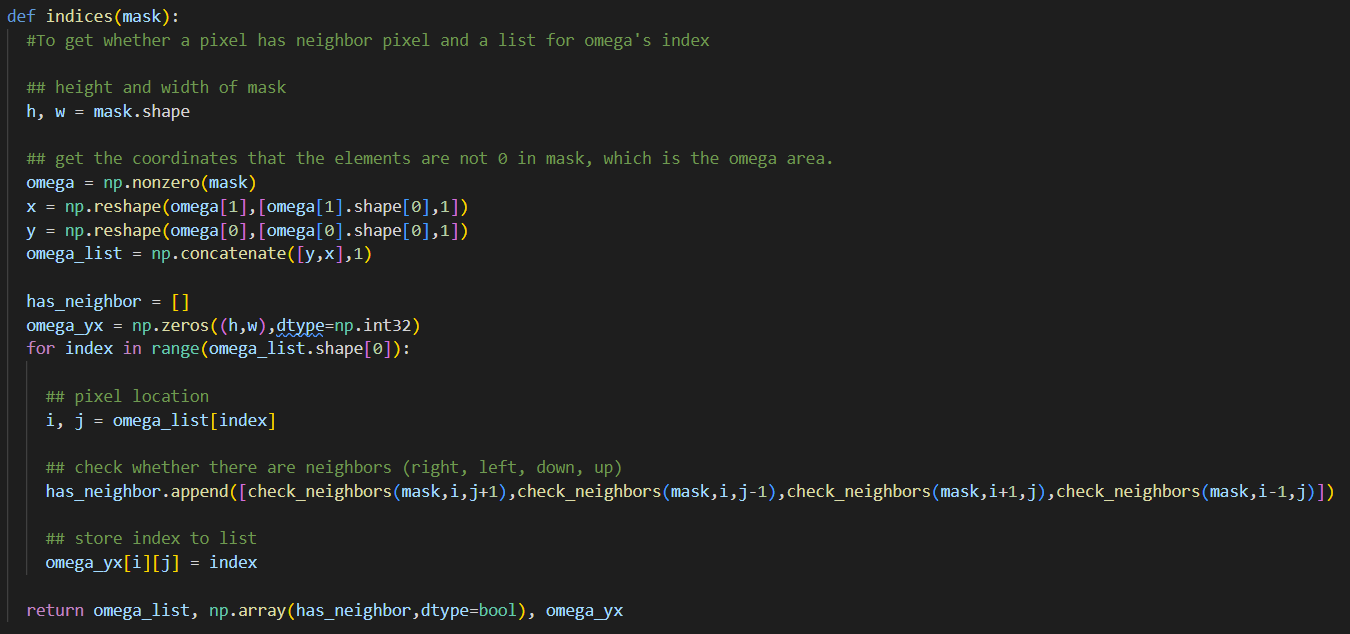 def indices(mask):
#To get whether a pixel has neighbor pixel and a list for omega's index
## height and width of mask
h, w = mask.shape
## get the coordinates that the elements are not 0 in mask, which is the omega area.
omega = np.nonzero(mask)
x = np.reshape(omega[1],[omega[1].shape[0],1])
y = np.reshape(omega[0],[omega[0].shape[0],1])
omega_list = np.concatenate([y,x],1)
has_neighbor = []
omega_yx = np.zeros((h,w),dtype=np.int32)
for index in range(omega_list.shape[0]):
## pixel location
i, j = omega_list[index]
## check whether there are neighbors (right, left, down, up)
has_neighbor.append([check_neighbors(mask,i,j+1),check_neighbors(mask,i,j-1),check_neighbors(mask,i+1,j),check_neighbors(mask,i-1,j)])
## store index to list
omega_yx[i][j] = index
return omega_list, np.array(has_neighbor,dtype=bool), omega_yx